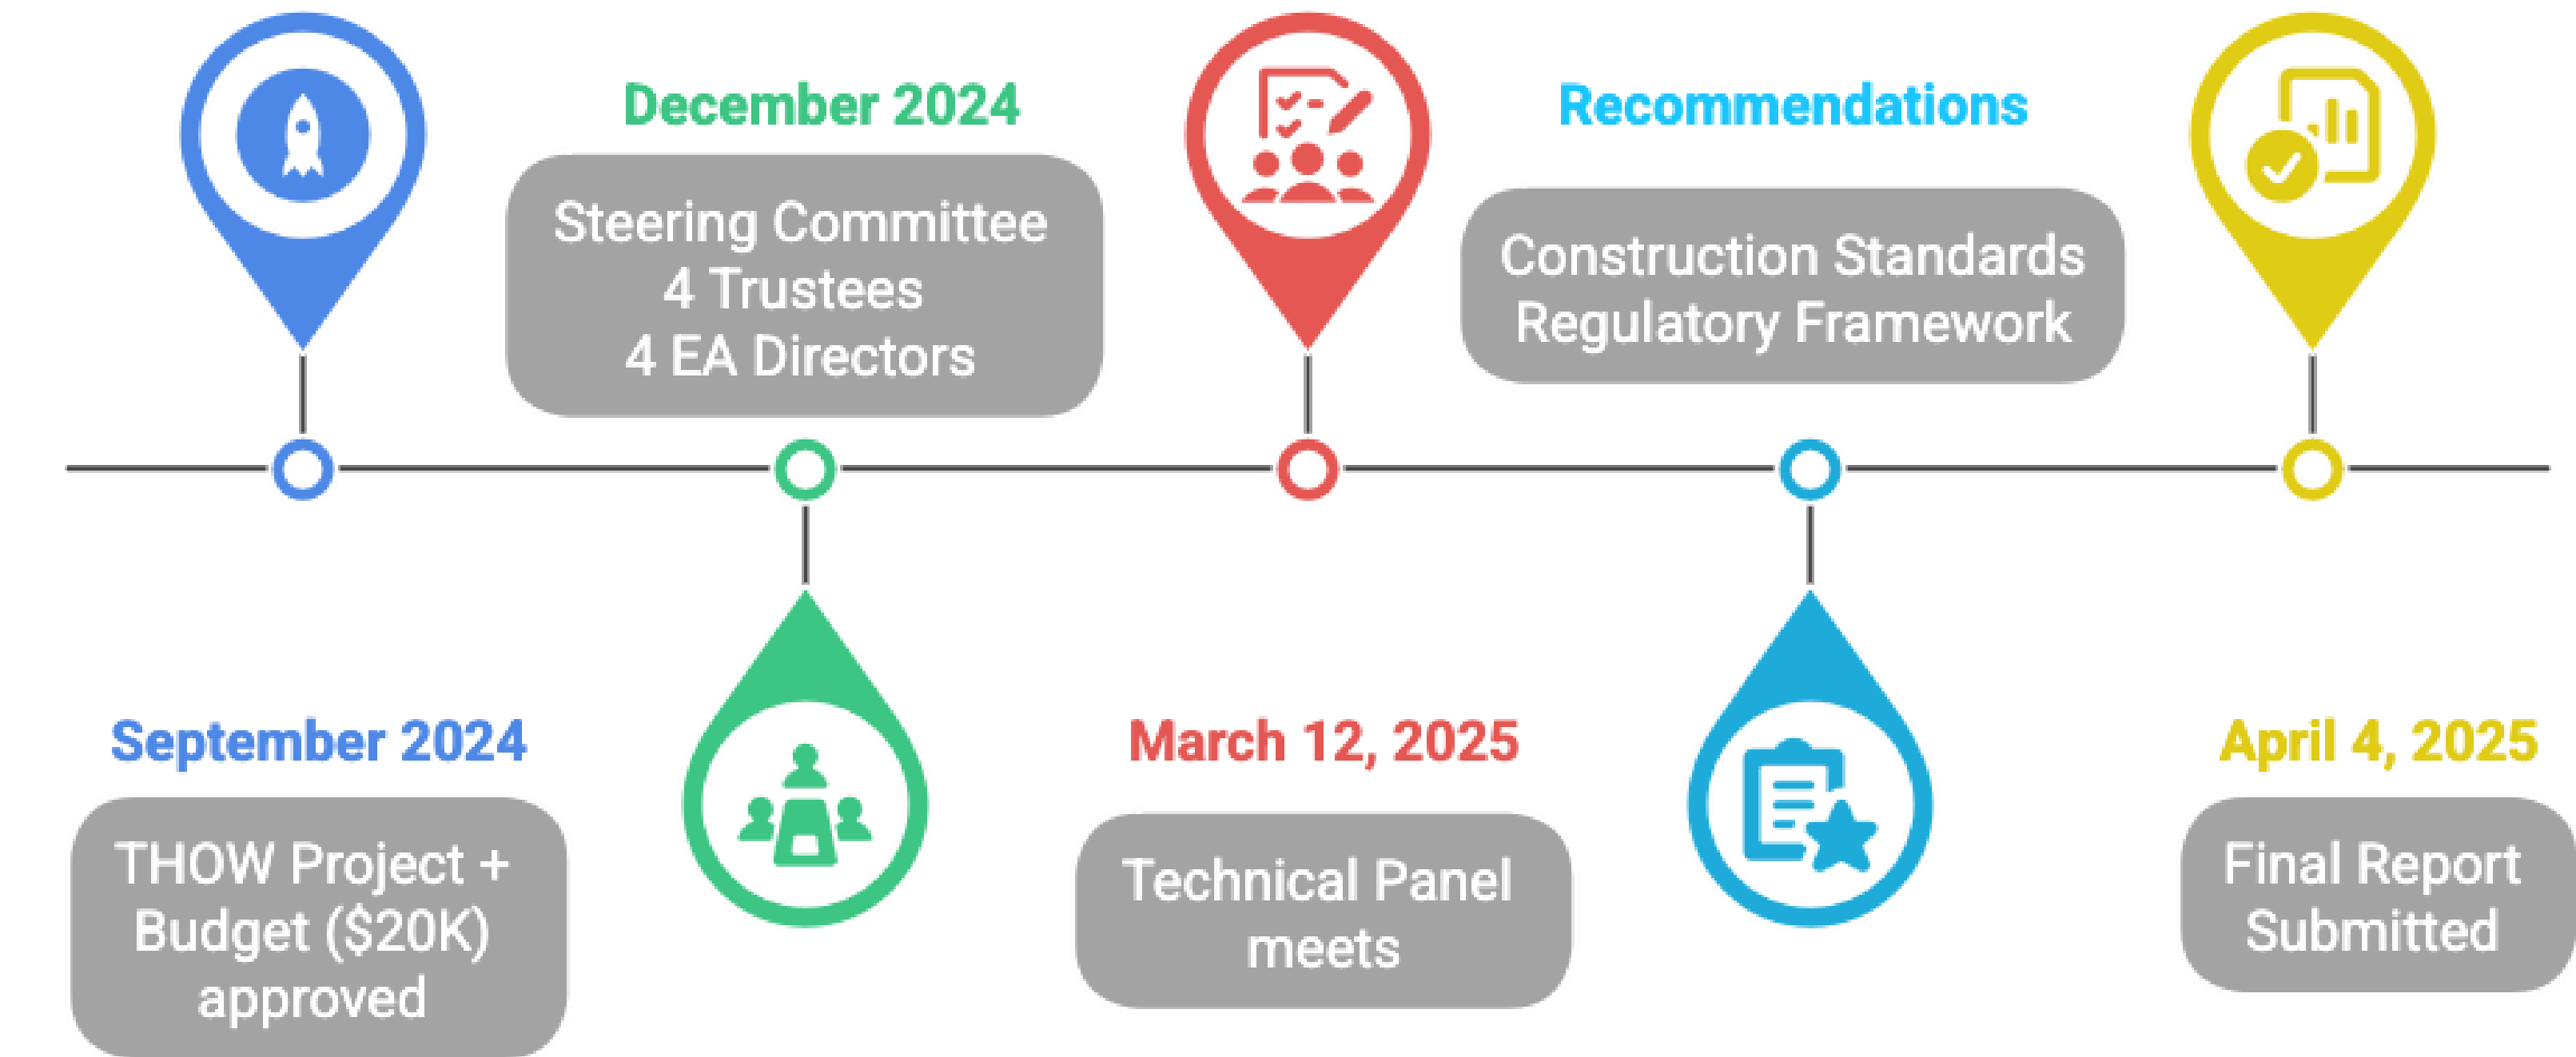 September 2024
THOW Project +
Budget ($20K)
approved
December 2024
Steering Committee
4 Trustees
4 EA Directors
March 12, 2025
Technical Panel
meets
Recommendations
Construction Standards
Regulatory Framework
April 4, 2025
Final Report
Submitted